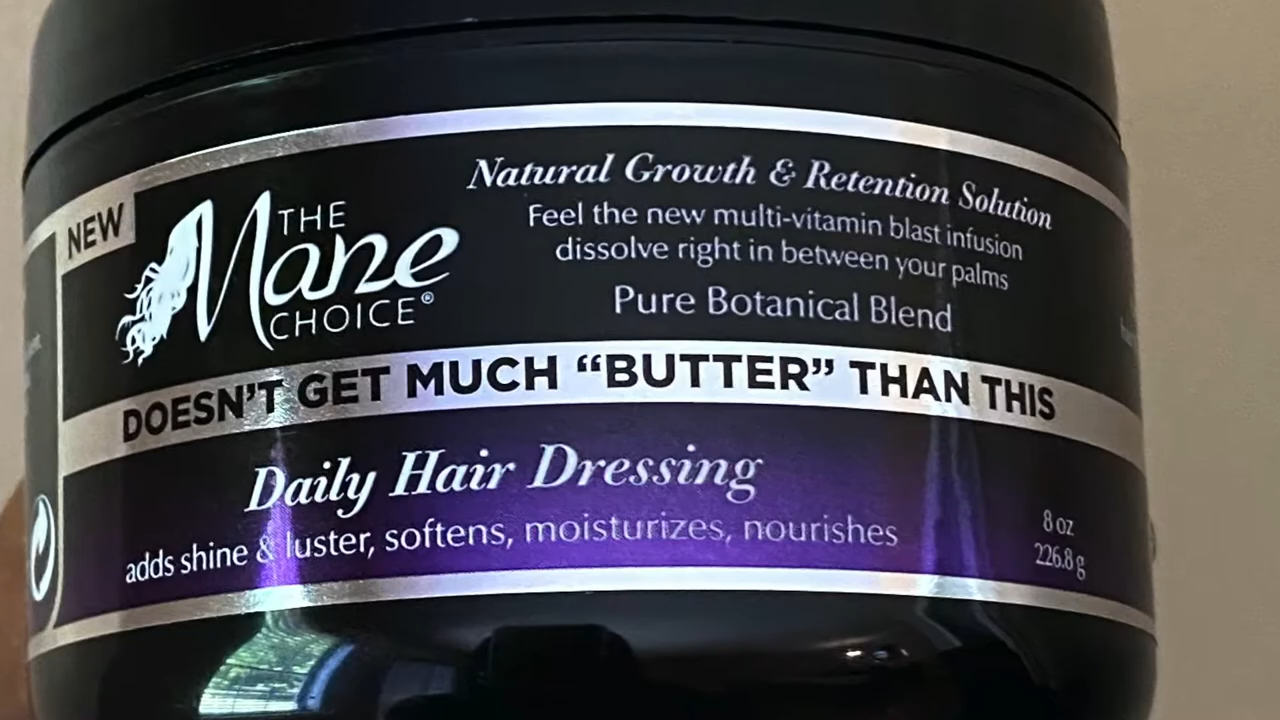 NEW
THE
Mane
CHOICE®
Natural Growth & Retention Solution
Feel the new multi-vitamin blast infusion
dissolve right in between your palms
Pure Botanical Blend
DOESN'T GET MUCH “BUTTER” THAN THIS
Daily Hair Dressing
adds shine & luster, softens, moisturizes, nourishes
8 oz
226.8 g